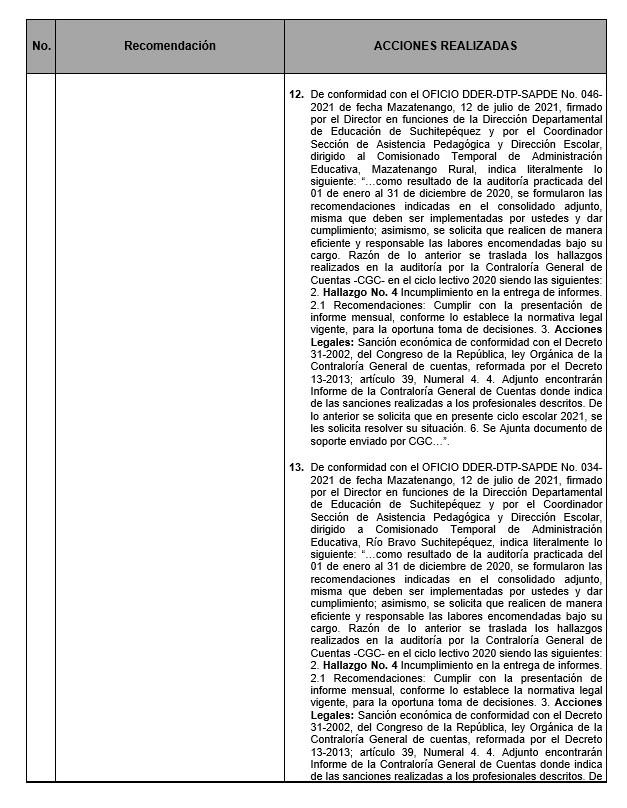 No. Recomendación ACCIONES REALIZADAS
12. De conformidad con el OFICIO DDER-DTP-SAPDE No. 046-
2021 de fecha Mazatenango, 12 de julio de 2021, firmado
por el Director en funciones de la Dirección Departamental
de Educación de Suchitepéquez y por el Coordinador
Sección de Asistencia Pedagógica y Dirección Escolar,
dirigido al Comisionado Temporal de Administración
Educativa, Mazatenango Rural, indica literalmente lo
siguiente: “…como resultado de la auditoría practicada del
01 de enero al 31 de diciembre de 2020, se formularon las
recomendaciones indicadas en el consolidado adjunto,
misma que deben ser implementadas por ustedes y dar
cumplimiento; asimismo, se solicita que realicen de manera
eficiente y responsable las labores encomendadas bajo su
cargo. Razón de lo anterior se traslada los hallazgos
realizados en la auditoría por la Contraloría General de
Cuentas -CGC- en el ciclo lectivo 2020 siendo las siguientes:
2. Hallazgo No. 4 Incumplimiento en la entrega de informes.
2.1 Recomendaciones: Cumplir con la presentación de
informe mensual, conforme lo establece la normativa legal
vigente, para la oportuna toma de decisiones. 3. Acciones
Legales: Sanción económica de conformidad con el Decreto
31-2002, del Congreso de la República, ley Orgánica de la
Contraloría General de cuentas, reformada por el Decreto
13-2013; artículo 39, Numeral 4. 4. Adjunto encontrarán
Informe de la Contraloría General de Cuentas donde indica
de las sanciones realizadas a los profesionales descritos. De
lo anterior se solicita que en presente ciclo escolar 2021, se
les solicita resolver su situación. 6. Se Ajunta documento de
soporte enviado por CGC…”.
13. De conformidad con el OFICIO DDER-DTP-SAPDE No. 034-
2021 de fecha Mazatenango, 12 de julio de 2021, firmado
por el Director en funciones de la Dirección Departamental
de Educación de Suchitepéquez y por el Coordinador
Sección de Asistencia Pedagógica y Dirección Escolar,
dirigido a Comisionado Temporal de Administración
Educativa, Río Bravo Suchitepéquez, indica literalmente lo
siguiente: “…como resultado de la auditoría practicada del
01 de enero al 31 de diciembre de 2020, se formularon las
recomendaciones indicadas en el consolidado adjunto,
misma que deben ser implementadas por ustedes y dar
cumplimiento; asimismo, se solicita que realicen de manera
eficiente y responsable las labores encomendadas bajo su
cargo. Razón de lo anterior se traslada los hallazgos
realizados en la auditoría por la Contraloría General de
Cuentas -CGC- en el ciclo lectivo 2020 siendo las siguientes:
2. Hallazgo No. 4 Incumplimiento en la entrega de informes.
2.1 Recomendaciones: Cumplir con la presentación de
informe mensual, conforme lo establece la normativa legal
vigente, para la oportuna toma de decisiones. 3. Acciones
Legales: Sanción económica de conformidad con el Decreto
31-2002, del Congreso de la República, ley Orgánica de la
Contraloría General de cuentas, reformada por el Decreto
13-2013; artículo 39, Numeral 4. 4. Adjunto encontrarán
Informe de la Contraloría General de Cuentas donde indica
de las sanciones realizadas a los profesionales descritos. De